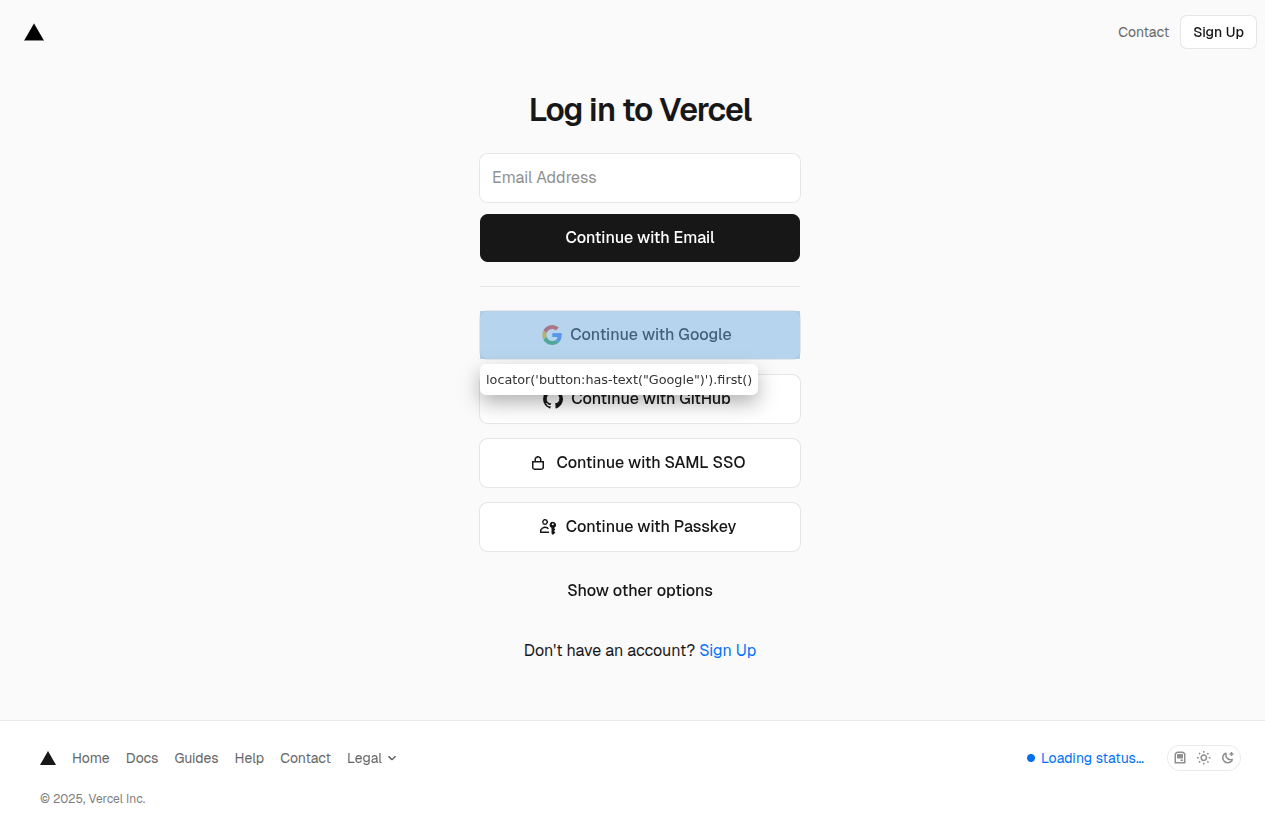 Contact
Sign Up
Log in to Vercel
Email Address
Continue with Email
Continue with Google
locator('button:has-text("Google")').first()
Continue with GitHub
Continue with SAML SSO
Continue with Passkey
Show other options
Don't have an account? Sign Up
Home Docs Guides Help Contact Legal
Loading status…
© 2025, Vercel Inc.